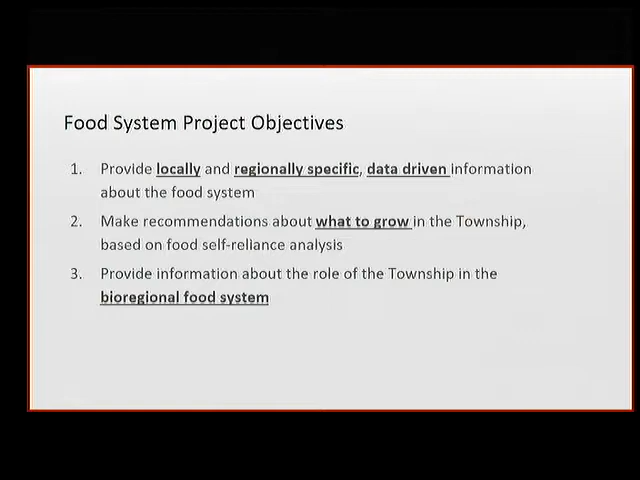 Food System Project Objectives
1. Provide locally and regionally specific, data driven information
about the food system
2. Make recommendations about what to grow in the Township,
based on food self-reliance analysis
3. Provide information about the role of the Township in the
bioregional food system